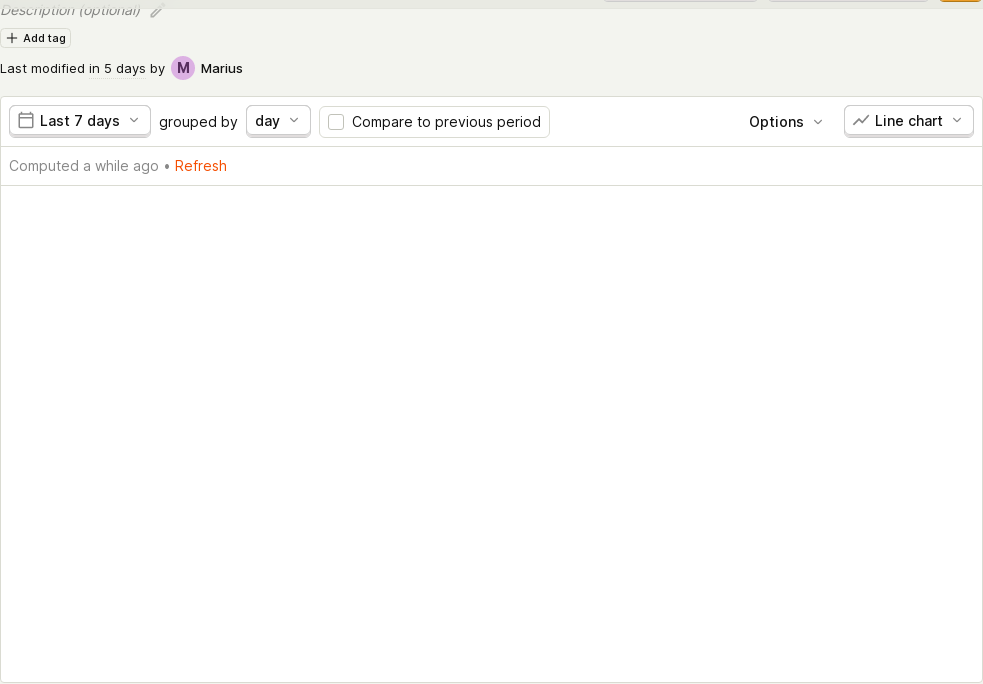 Description (optional)
Add tag
Last modified in 5 days by M Marius
Last 7 days grouped by day Compare to previous period Options Line chart
Computed a while ago • Refresh